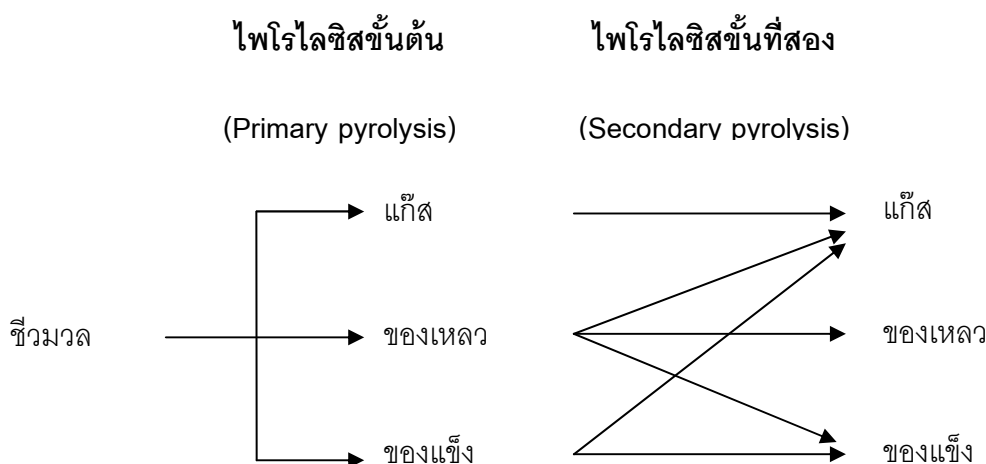 ไพโรไลซิสขั้นต้น ไพโรไลซิสขั้นที่สอง
(Primary pyrolysis) (Secondary pyrolysis)
แก๊ส แก๊ส
ชีวมวล ของเหลว ของเหลว
ของแข็ง ของแข็ง